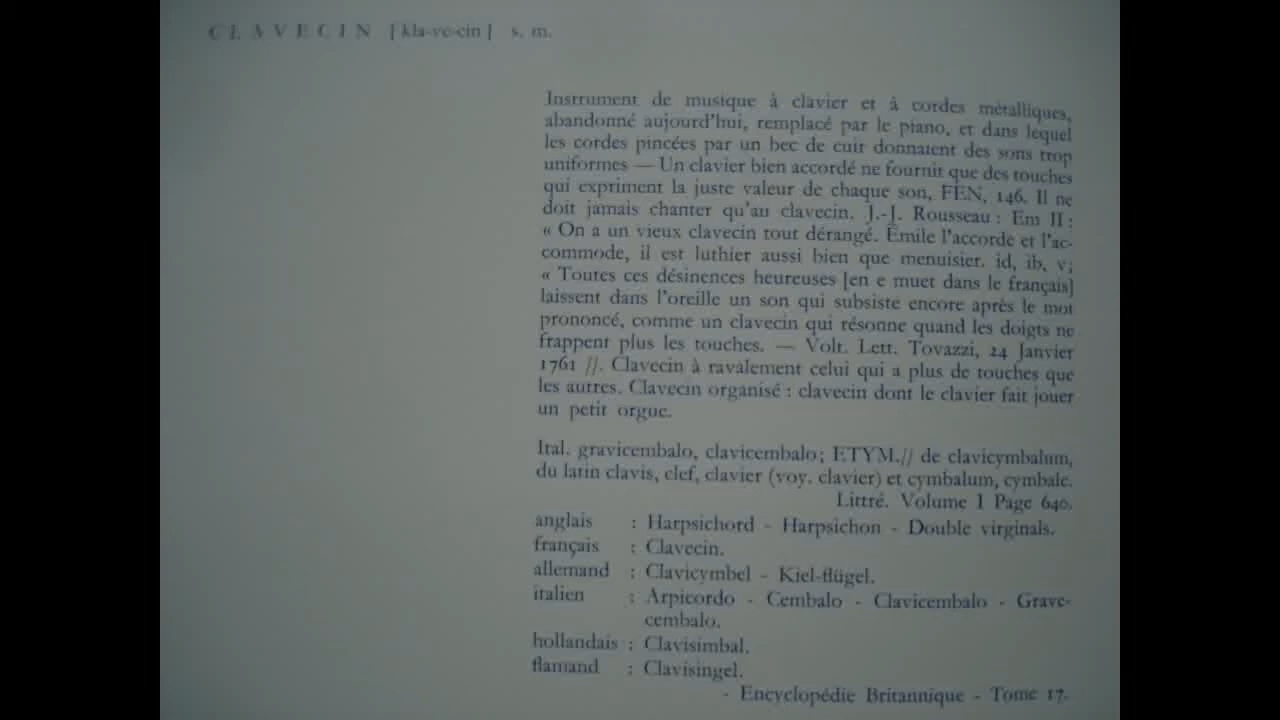 CLAVECIN [kla-ve-cin] s. m.
Instrument de musique à clavier et à cordes métalliques,
abandonné aujourd'hui, remplacé par le piano, et dans lequel
les cordes pincées par un bec de cuir donnaient des sons trop
uniformes — Un clavier bien accordé ne fournit que des touches
qui expriment la juste valeur de chaque son, FEN, 146. Il ne
doit jamais chanter qu'au clavecin. J.-J. Rousseau : Em II :
« On a un vieux clavecin tout dérangé. Émile l'accorde et l'ac-
commode, il est luthier aussi bien que menuisier. id, ib, v;
« Toutes ces désinences heureuses [en e muet dans le français]
laissent dans l'oreille un son qui subsiste encore après le mot
prononcé, comme un clavecin qui résonne quand les doigts ne
frappent plus les touches. — Volt. Lett. Tovazzi, 24 Janvier
1761 //. Clavecin à ravalement celui qui a plus de touches que
les autres. Clavecin organisé : clavecin dont le clavier fait jouer
un petit orgue.
Ital. gravicembalo, clavicembalo; ETYM.// de clavicymbalum,
du latin clavis, clef, clavier (voy. clavier) et cymbalum, cymbale.
Littré. Volume I Page 640.
anglais : Harpsichord - Harpsichon - Double virginals.
français : Clavecin.
allemand : Clavicymbel - Kiel-flügel.
italien : Arpicordo - Cembalo - Clavicembalo - Grave-
cembalo.
hollandais : Clavisimbal.
flamand : Clavisingel.
- Encyclopédie Britannique - Tome 17.